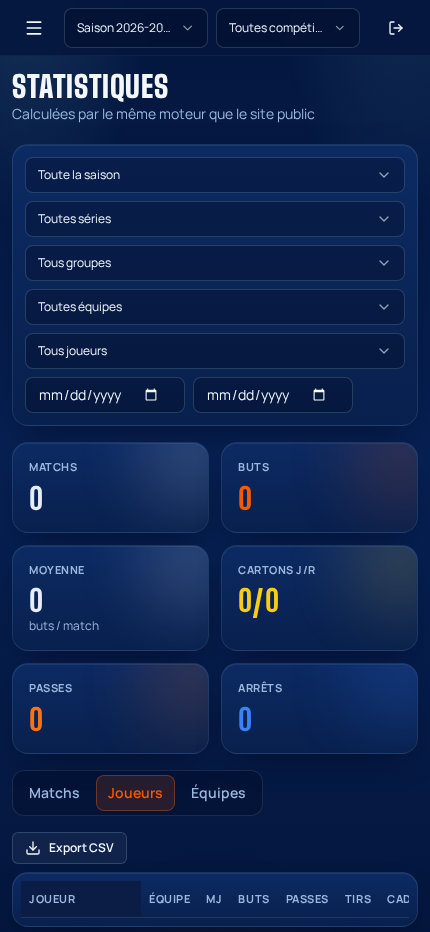 Saison 2026-20... Toutes compéti...
STATISTIQUES
Calculées par le même moteur que le site public
Toute la saison
Toutes séries
Tous groupes
Toutes équipes
Tous joueurs
mm/dd/yyyy mm/dd/yyyy
MATCHS BUTS
0 0
MOYENNE CARTONS J/R
0 0/0
buts / match
PASSES ARRÊTS
0 0
Matchs Joueurs Équipes
Export CSV
JOUEUR ÉQUIPE MJ BUTS PASSES TIRS CAD